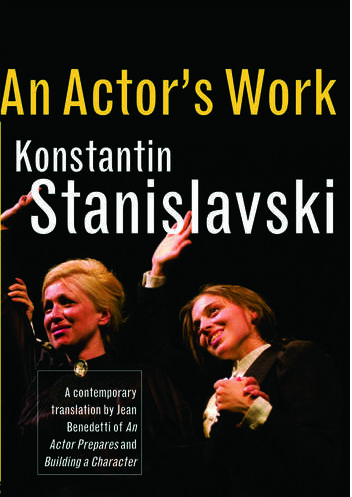 An Actor's Work
Konstantin
Stanislavski
A contemporary
translation by Jean
Benedetti of An
Actor Prepares and
Building a Character